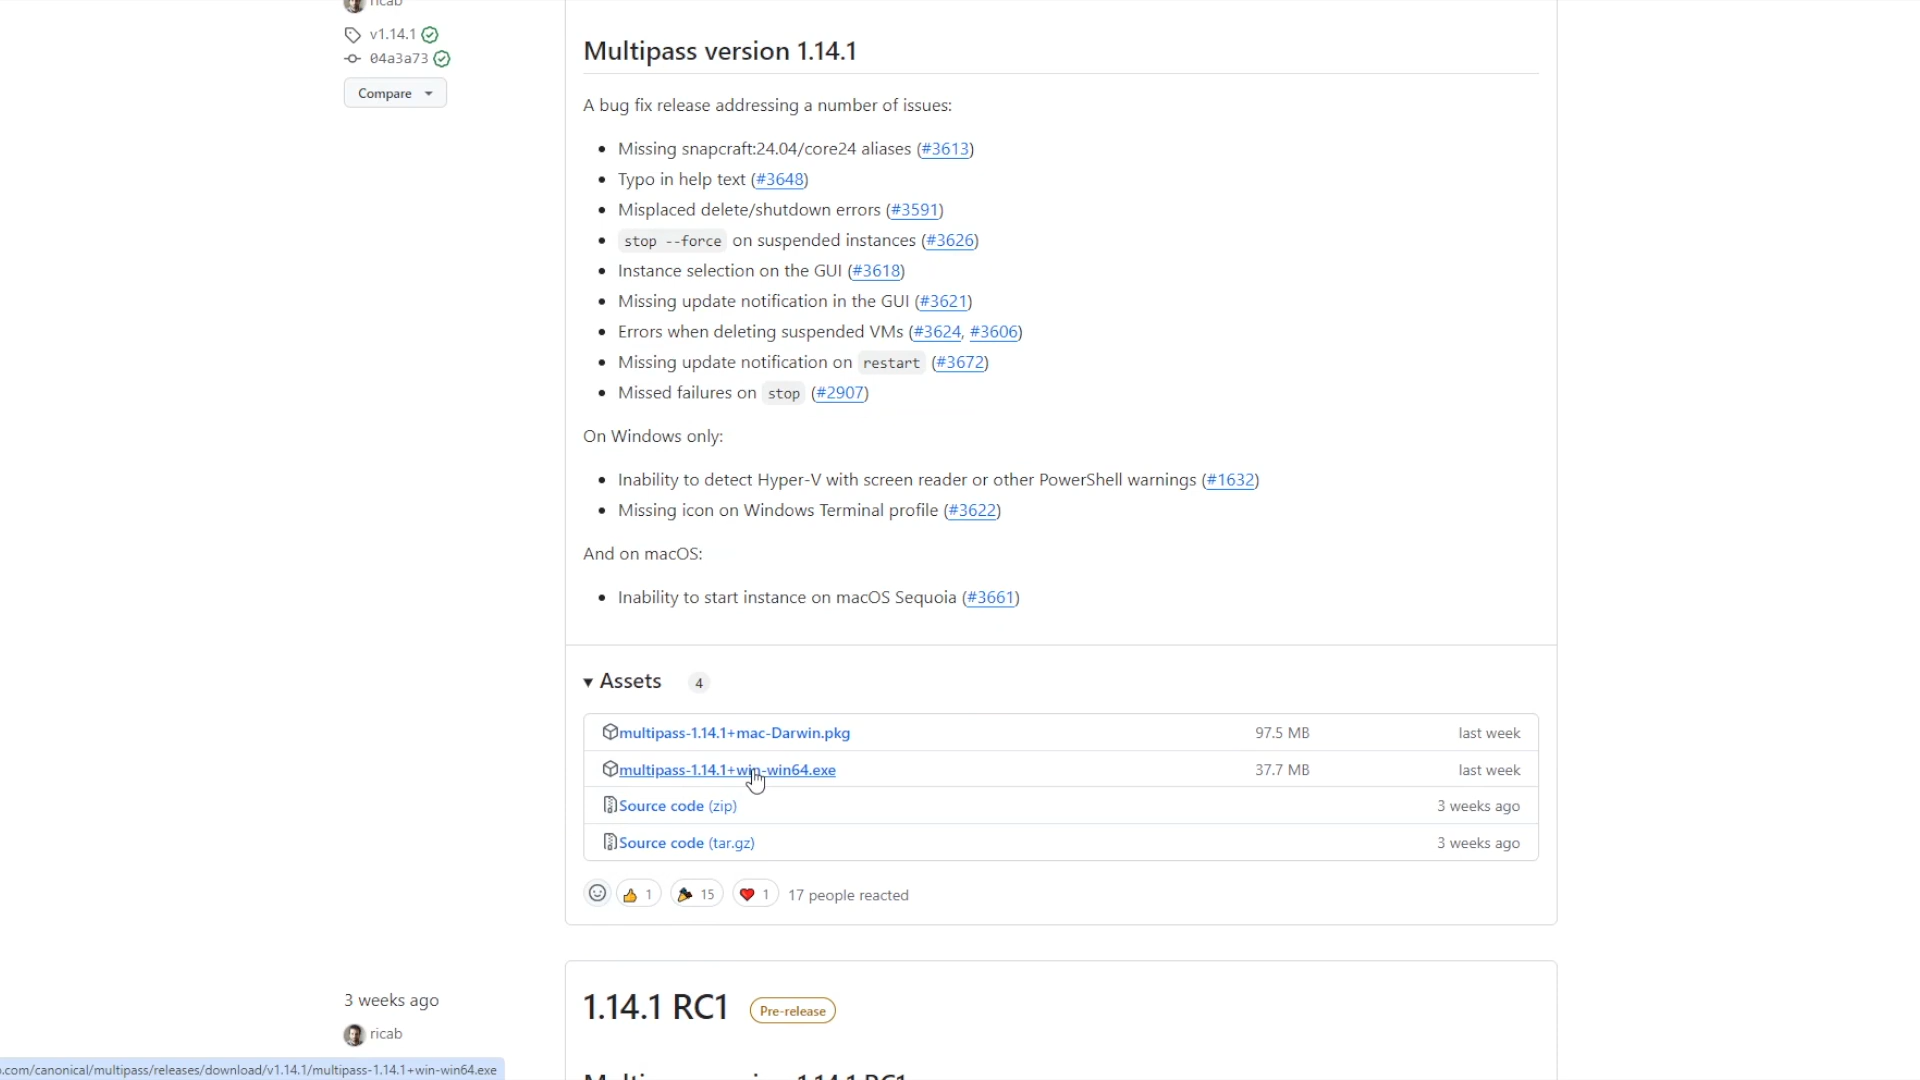 ricab
v1.14.1
04a3a73
Compare
Multipass version 1.14.1
A bug fix release addressing a number of issues:
Missing snapcraft:24.04/core24 aliases (#3613)
Typo in help text (#3648)
Misplaced delete/shutdown errors (#3591)
stop --force on suspended instances (#3626)
Instance selection on the GUI (#3618)
Missing update notification in the GUI (#3621)
Errors when deleting suspended VMs (#3624, #3606)
Missing update notification on restart (#3672)
Missed failures on stop (#2907)
On Windows only:
Inability to detect Hyper-V with screen reader or other PowerShell warnings (#1632)
Missing icon on Windows Terminal profile (#3622)
And on macOS:
Inability to start instance on macOS Sequoia (#3661)
Assets 4
multipass-1.14.1+mac-Darwin.pkg 97.5 MB last week
multipass-1.14.1+win-win64.exe 37.7 MB last week
Source code (zip) 3 weeks ago
Source code (tar.gz) 3 weeks ago
1 15 1 17 people reacted
3 weeks ago
ricab
1.14.1 RC1 Pre-release
Multipass version 1.14.1 RC1
.com/canonical/multipass/releases/download/v1.14.1/multipass-1.14.1+win-win64.exe